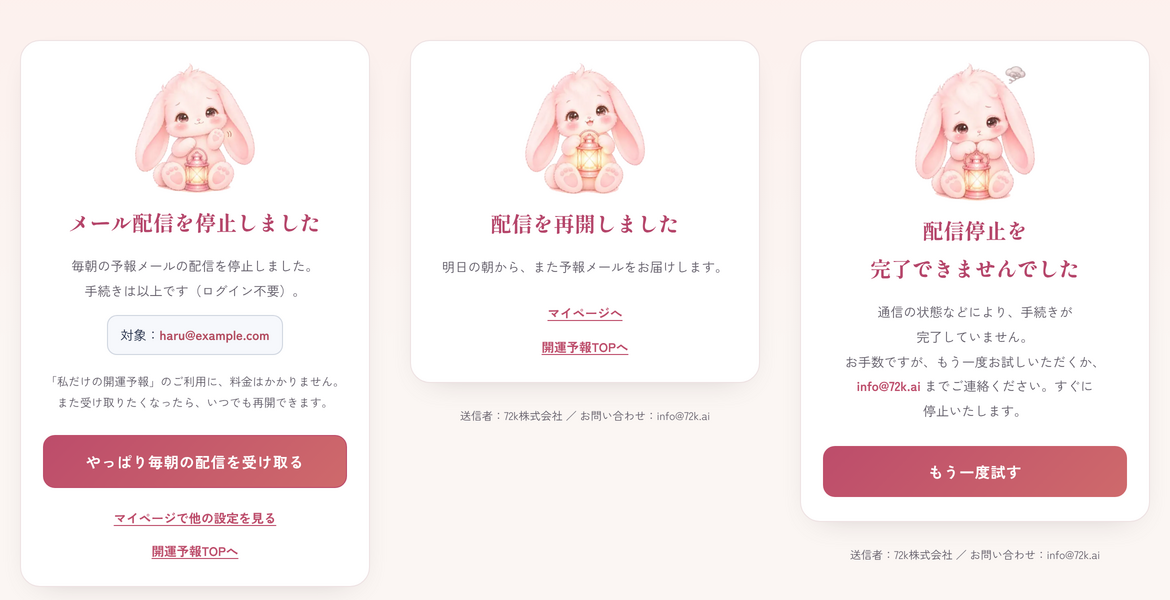 メール配信を停止しました
毎朝の予報メールの配信を停止しました。
手続きは以上です（ログイン不要）。
対象：haru@example.com
「私だけの開運予報」のご利用に、料金はかかりません。
また受け取りたくなったら、いつでも再開できます。
やっぱり毎朝の配信を受け取る
マイページで他の設定を見る
開運予報TOPへ
配信を再開しました
明日の朝から、また予報メールをお届けします。
マイページへ
開運予報TOPへ
送信者：72k株式会社 ／ お問い合わせ：info@72k.ai
配信停止を
完了できませんでした
通信の状態などにより、手続きが
完了していません。
お手数ですが、もう一度お試しいただくか、
info@72k.ai までご連絡ください。すぐに
停止いたします。
もう一度試す
送信者：72k株式会社 ／ お問い合わせ：info@72k.ai